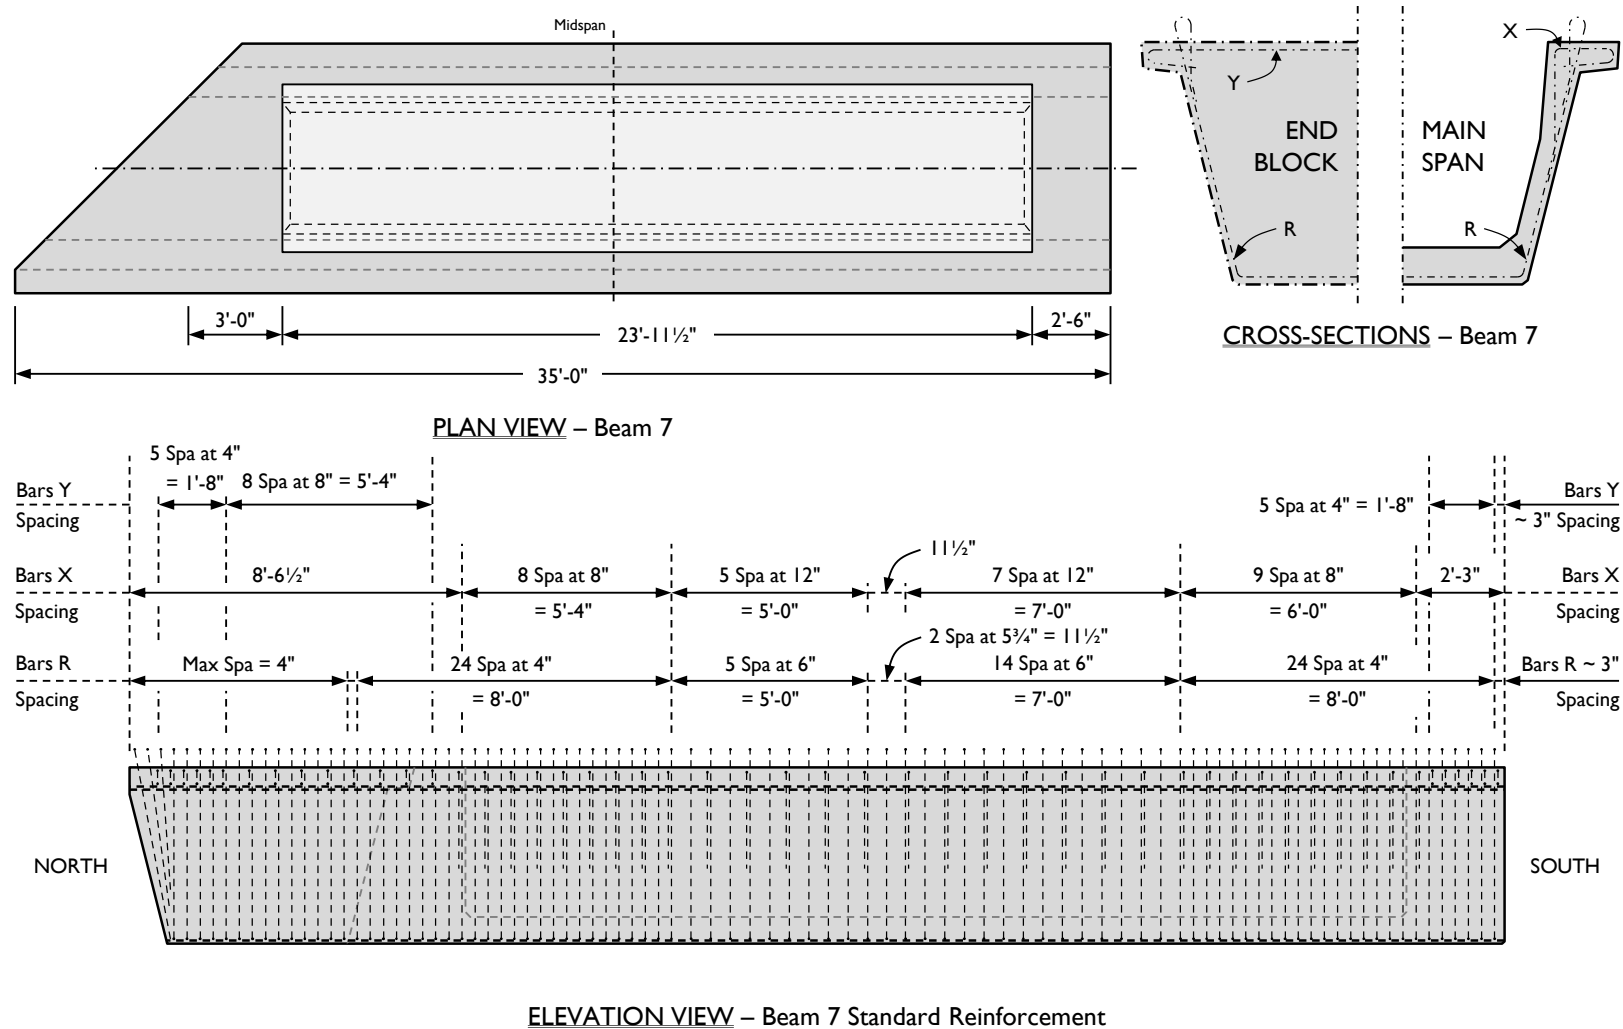 Midspan
X
Y
END
BLOCK
MAIN
SPAN
R
R
3'-0"
23'-11½"
2'-6"
35'-0"
CROSS-SECTIONS – Beam 7
PLAN VIEW – Beam 7
5 Spa at 4"
= 1'-8"
8 Spa at 8" = 5'-4"
Bars Y
Spacing
5 Spa at 4" = 1'-8"
Bars Y
~ 3" Spacing
11½"
Bars X
Spacing
8'-6½"
8 Spa at 8"
= 5'-4"
5 Spa at 12"
= 5'-0"
7 Spa at 12"
= 7'-0"
9 Spa at 8"
= 6'-0"
2'-3"
Bars X
Spacing
2 Spa at 5¾" = 11½"
Bars R
Spacing
Max Spa = 4"
24 Spa at 4"
= 8'-0"
5 Spa at 6"
= 5'-0"
14 Spa at 6"
= 7'-0"
24 Spa at 4"
= 8'-0"
Bars R ~ 3"
Spacing
NORTH
SOUTH
ELEVATION VIEW – Beam 7 Standard Reinforcement